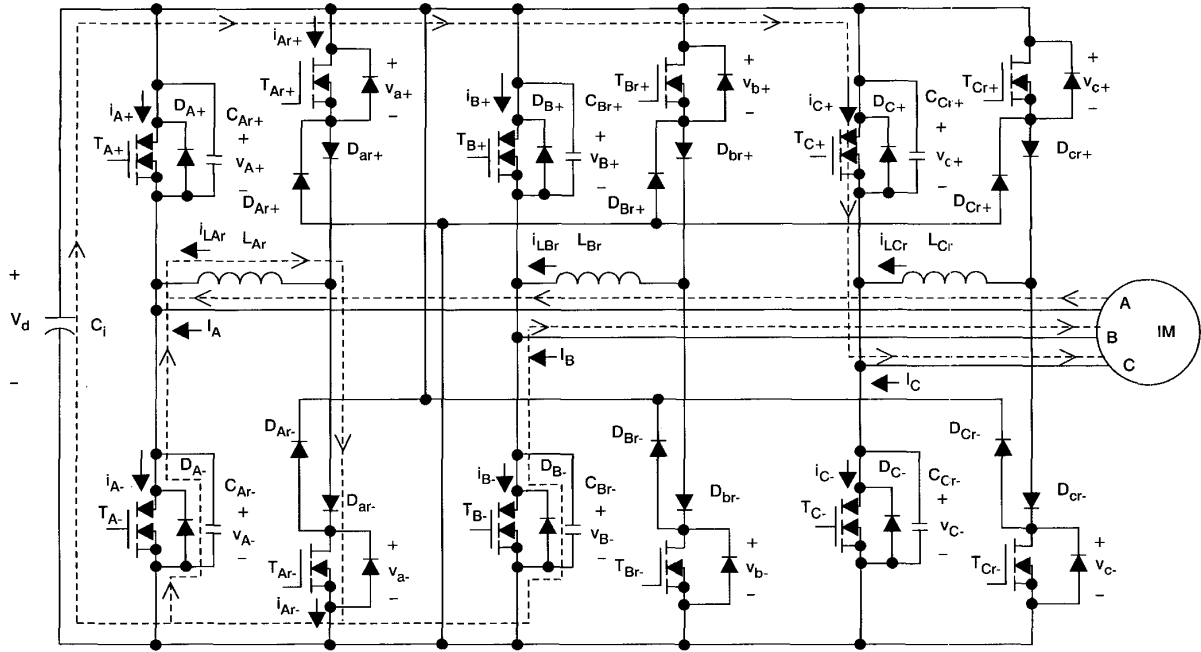 iAr+
TAr+
+
va+
-
iA+
DA+
CAr+
+
vA+
-
TA+
Dar+
DAr+
iB+
DB+
CBr+
TB+
+
vB+
-
TBr+
+
vb+
-
Dbr+
DBr+
iC+
DC+
CCr+
TC+
+
vc+
-
TCr+
+
vc+
-
Dcr+
DCr+
iLAr
LAr
iLBr
LBr
iLCr
LCr
+
Vd
-
Ci
IA
IB
IC
A
B
C
IM
DAr-
DBr-
DCr-
iA-
DA-
CAr-
+
vA-
-
TA-
Dar-
TAr-
+
va-
-
iAr-
iB-
DB-
CBr-
+
vB-
-
TB-
Dbr-
TBr-
+
vb-
-
iC-
DC-
CCr-
+
vC-
-
TC-
Dcr-
TCr-
+
vc-
-